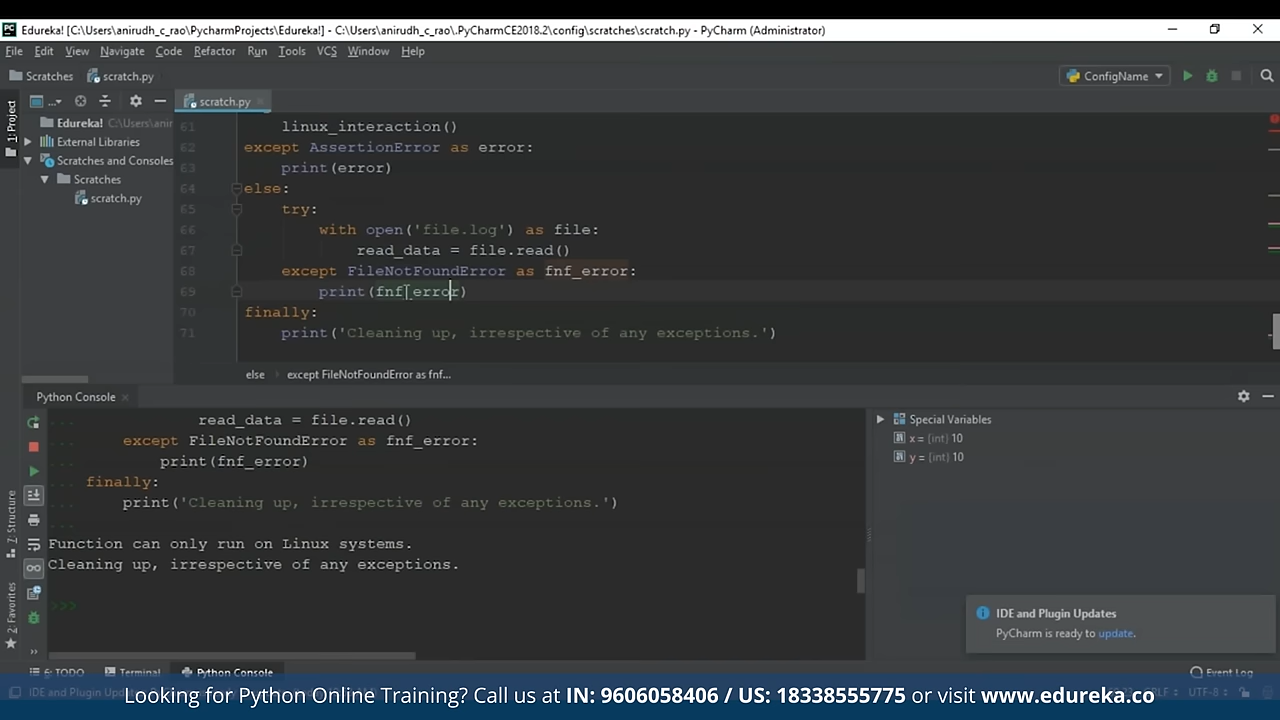 Edureka! [C:\Users\anirudh_c_rao\PycharmProjects\Edureka!] - C:\Users\anirudh_c_rao\.PyCharmCE2018.2\config\scratches\scratch.py - PyCharm (Administrator)
File Edit View Navigate Code Refactor Run Tools VCS Window Help
Scratches scratch.py ConfigName
1: Project
... scratch.py
Edureka! C:\Users\anir
External Libraries
Scratches and Consoles
Scratches
scratch.py
61 linux_interaction()
62 except AssertionError as error:
63 print(error)
64 else:
65 try:
66 with open('file.log') as file:
67 read_data = file.read()
68 except FileNotFoundError as fnf_error:
69 print(fnf_error)
70 finally:
71 print('Cleaning up, irrespective of any exceptions.')
else › except FileNotFoundError as fnf...
Python Console
... read_data = file.read()
... except FileNotFoundError as fnf_error:
... print(fnf_error)
... finally:
... print('Cleaning up, irrespective of any exceptions.')
...
Function can only run on Linux systems.
Cleaning up, irrespective of any exceptions.
>>>
Special Variables
x = {int} 10
y = {int} 10
7: Structure
2: Favorites
IDE and Plugin Updates
PyCharm is ready to update.
6: TODO Terminal Python Console Event Log
IDE and Plugin Upda
UTF-8
Looking for Python Online Training? Call us at IN: 9606058406 / US: 18338555775 or visit www.edureka.co